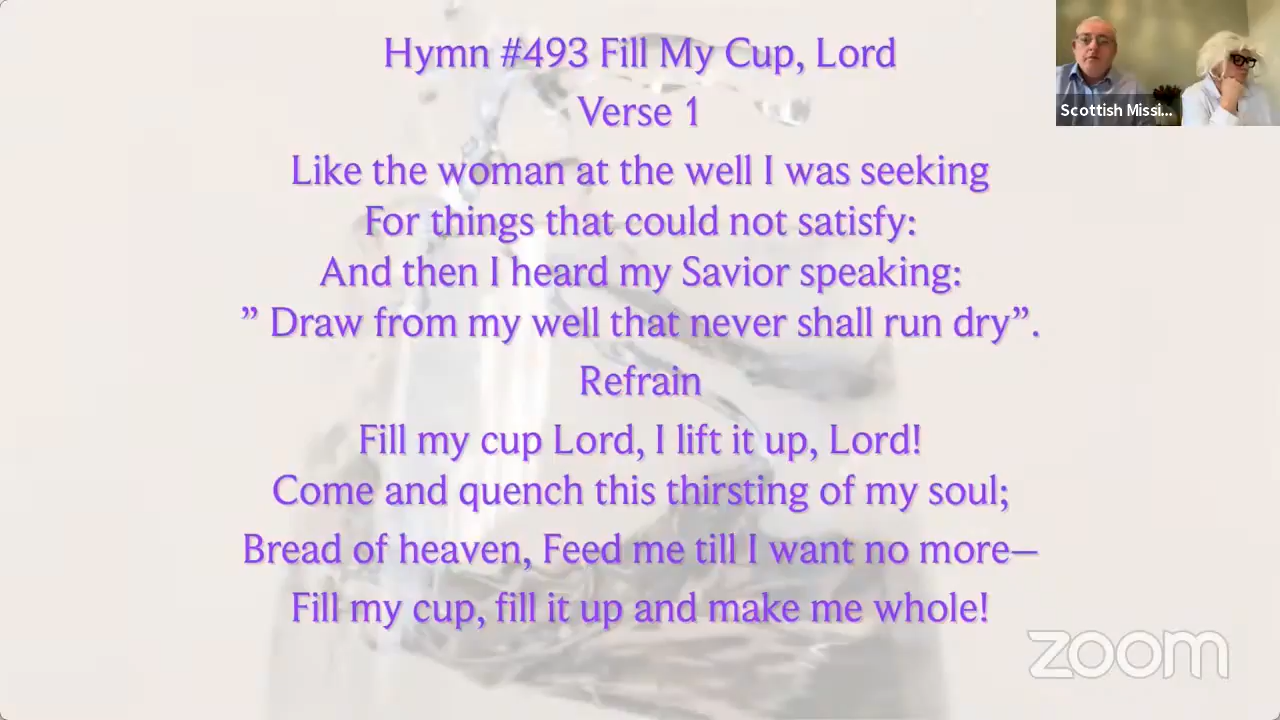 Hymn #493 Fill My Cup, Lord
Verse 1
Like the woman at the well I was seeking
For things that could not satisfy:
And then I heard my Savior speaking:
” Draw from my well that never shall run dry”.
Refrain
Fill my cup Lord, I lift it up, Lord!
Come and quench this thirsting of my soul;
Bread of heaven, Feed me till I want no more—
Fill my cup, fill it up and make me whole!
Scottish Missi...
zoom